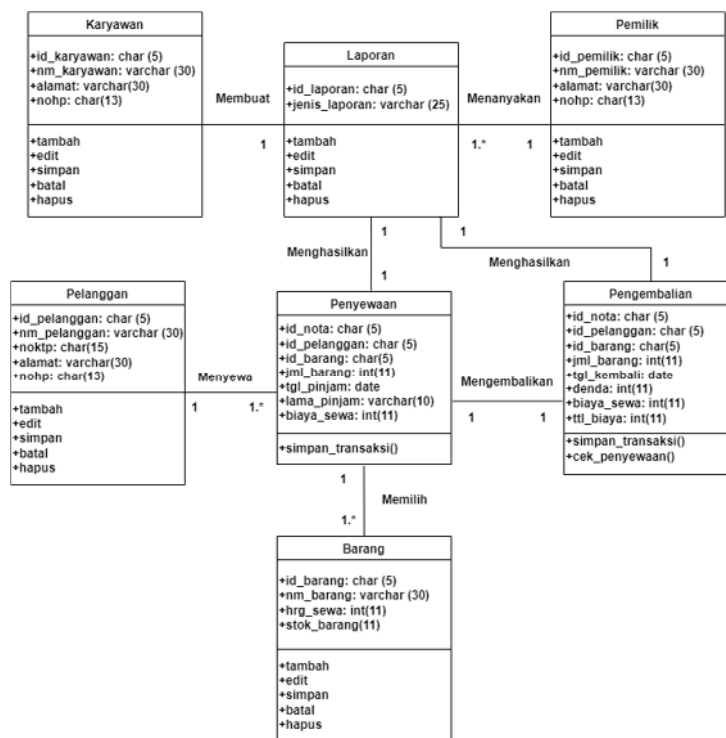 Karyawan
+id_karyawan: char (5)
+nm_karyawan: varchar (30)
+alamat: varchar(30)
+nohp: char(13)
+tambah
+edit
+simpan
+batal
+hapus
Membuat
1
Laporan
+id_laporan: char (5)
+jenis_laporan: varchar (25)
+tambah
+edit
+simpan
+batal
+hapus
Menanyakan
1.* 1
Pemilik
+id_pemilik: char (5)
+nm_pemilik: varchar (30)
+alamat: varchar(30)
+nohp: char(13)
+tambah
+edit
+simpan
+batal
+hapus
1
Menghasilkan
1
1
Menghasilkan
1
Pelanggan
+id_pelanggan: char (5)
+nm_pelanggan: varchar (30)
+noktp: char(15)
+alamat: varchar(30)
+nohp: char(13)
+tambah
+edit
+simpan
+batal
+hapus
Menyewa
1 1.*
Penyewaan
+id_nota: char (5)
+id_pelanggan: char (5)
+id_barang: char(5)
+jml_barang: int(11)
+tgl_pinjam: date
+lama_pinjam: varchar(10)
+biaya_sewa: int(11)
+simpan_transaksi()
Mengembalikan
1 1
Pengembalian
+id_nota: char (5)
+id_pelanggan: char (5)
+id_barang: char(5)
+jml_barang: int(11)
+tgl_kembali: date
+denda: int(11)
+biaya_sewa: int(11)
+ttl_biaya: int(11)
+simpan_transaksi()
+cek_penyewaan()
1
Memilih
1.*
Barang
+id_barang: char (5)
+nm_barang: varchar (30)
+hrg_sewa: int(11)
+stok_barang(11)
+tambah
+edit
+simpan
+batal
+hapus